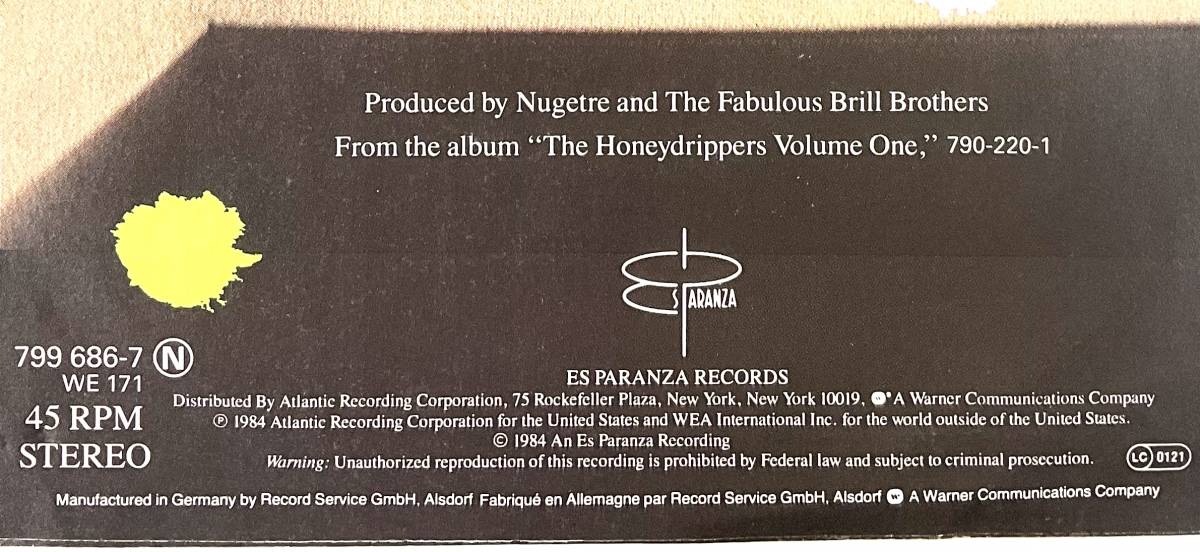 Produced by Nugetre and The Fabulous Brill Brothers
From the album “The Honeydrippers Volume One,” 790-220-1
ES PARANZA
799 686-7 Ⓝ
WE 171
45 RPM
STEREO
ES PARANZA RECORDS
Distributed By Atlantic Recording Corporation, 75 Rockefeller Plaza, New York, New York 10019, A Warner Communications Company
℗ 1984 Atlantic Recording Corporation for the United States and WEA International Inc. for the world outside of the United States.
© 1984 An Es Paranza Recording
Warning: Unauthorized reproduction of this recording is prohibited by Federal law and subject to criminal prosecution.
LC 0121
Manufactured in Germany by Record Service GmbH, Alsdorf Fabriqué en Allemagne par Record Service GmbH, Alsdorf A Warner Communications Company